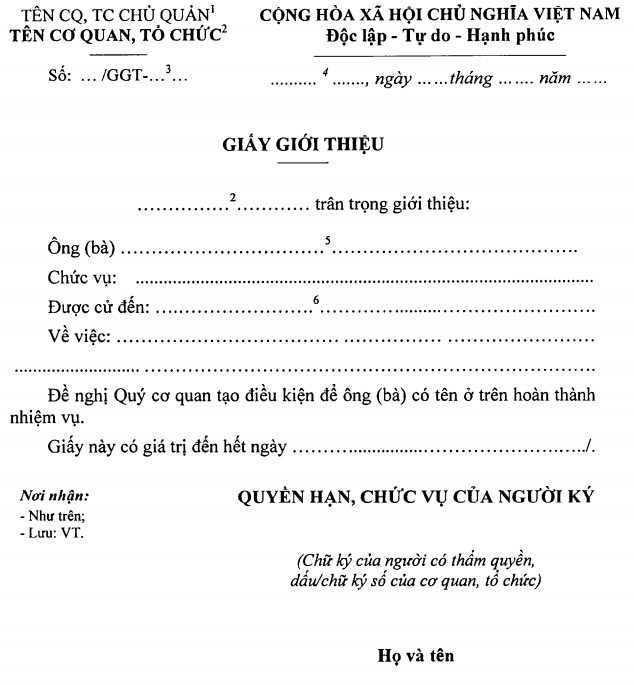 TÊN CQ, TC CHỦ QUẢN1
TÊN CƠ QUAN, TỔ CHỨC2
Số: … /GGT-…3…
CỘNG HÒA XÃ HỘI CHỦ NGHĨA VIỆT NAM
Độc lập - Tự do - Hạnh phúc
.......... 4 ......., ngày ......tháng ....... năm ......
GIẤY GIỚI THIỆU
……………2………… trân trọng giới thiệu:
Ông (bà) ………………………………5……………………………………
Chức vụ: ......................................................................................
Được cử đến: …………………………6……………..........………………………
Về việc: ………………………………… ……………… ………………………
........................... …………………………………………………………………
Đề nghị Quý cơ quan tạo điều kiện để ông (bà) có tên ở trên hoàn thành
nhiệm vụ.
Giấy này có giá trị đến hết ngày ………..................………………......./.
Nơi nhận:
- Như trên;
- Lưu: VT.
QUYỀN HẠN, CHỨC VỤ CỦA NGƯỜI KÝ
(Chữ ký của người có thẩm quyền,
dấu/chữ ký số của cơ quan, tổ chức)
Họ và tên